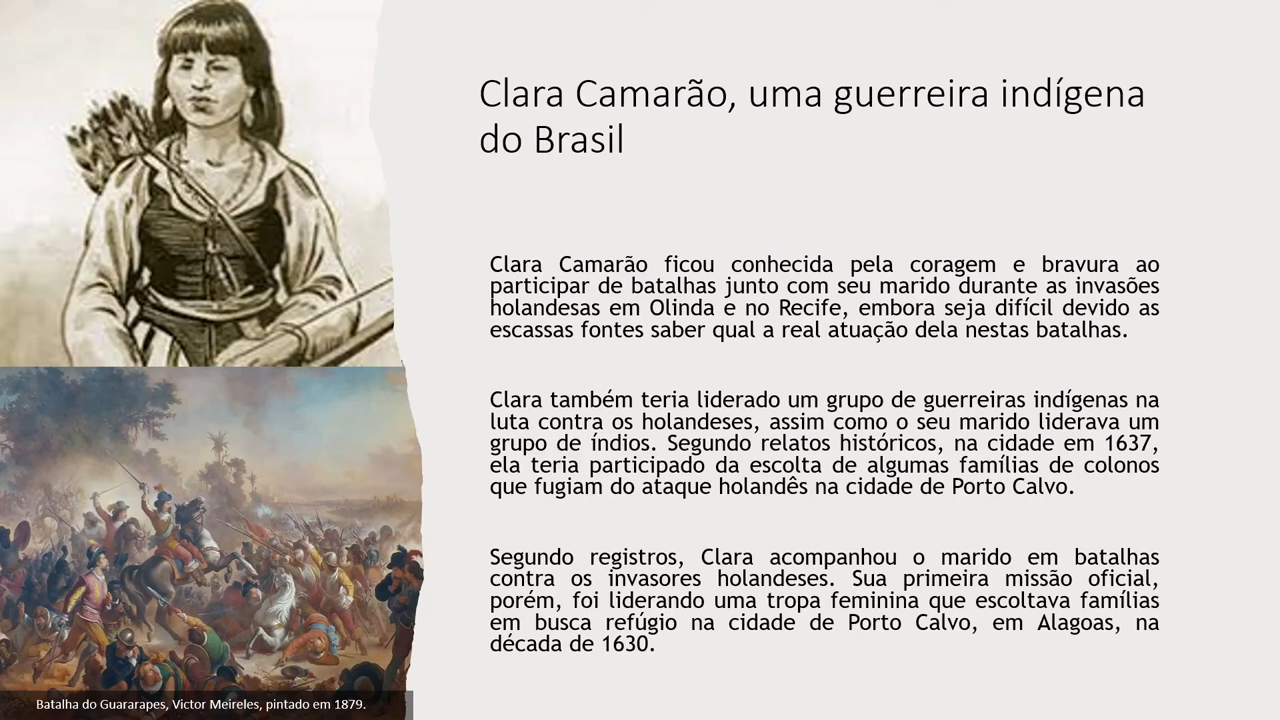 Clara Camarão, uma guerreira indígena
do Brasil
Clara Camarão ficou conhecida pela coragem e bravura ao
participar de batalhas junto com seu marido durante as invasões
holandesas em Olinda e no Recife, embora seja difícil devido as
escassas fontes saber qual a real atuação dela nestas batalhas.
Clara também teria liderado um grupo de guerreiras indígenas na
luta contra os holandeses, assim como o seu marido liderava um
grupo de índios. Segundo relatos históricos, na cidade em 1637,
ela teria participado da escolta de algumas famílias de colonos
que fugiam do ataque holandês na cidade de Porto Calvo.
Segundo registros, Clara acompanhou o marido em batalhas
contra os invasores holandeses. Sua primeira missão oficial,
porém, foi liderando uma tropa feminina que escoltava famílias
em busca refúgio na cidade de Porto Calvo, em Alagoas, na
década de 1630.
Batalha do Guararapes, Victor Meireles, pintado em 1879.